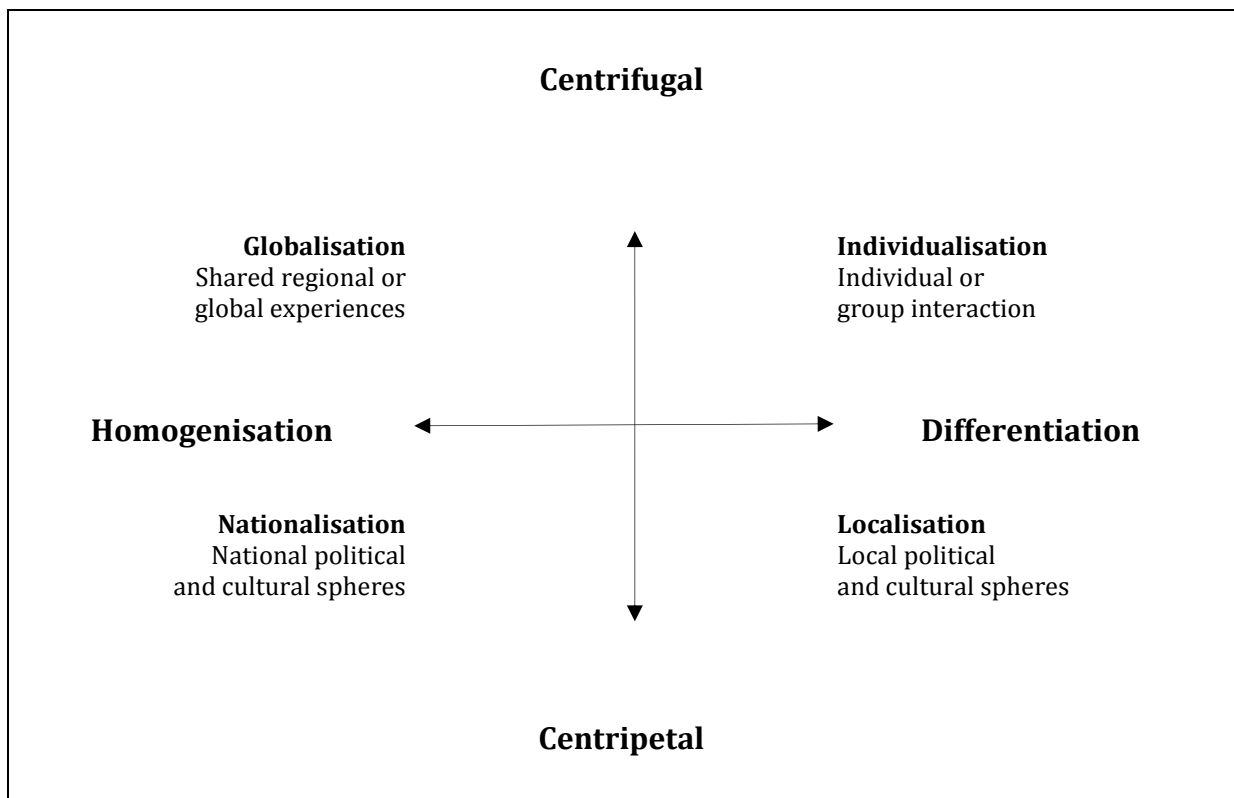 Centrifugal
Globalisation
Shared regional or
global experiences
Individualisation
Individual or
group interaction
Homogenisation
Differentiation
Nationalisation
National political
and cultural spheres
Localisation
Local political
and cultural spheres
Centripetal